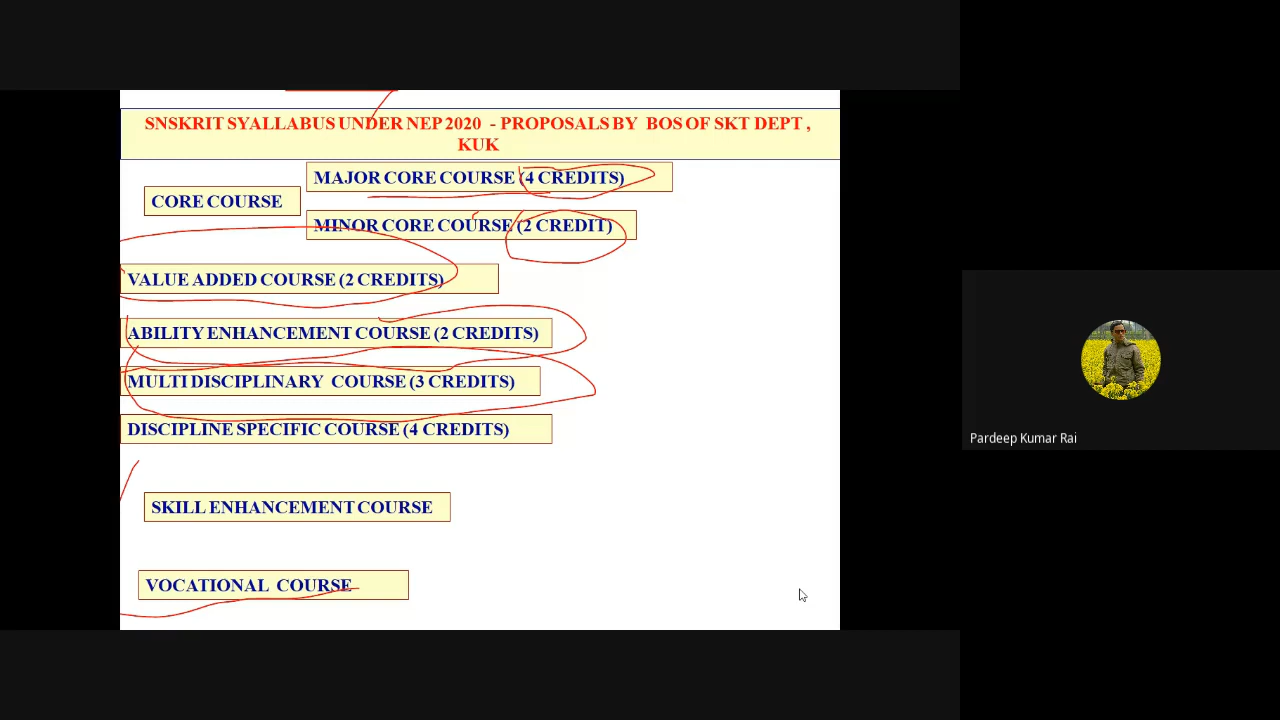 SNSKRIT SYALLABUS UNDER NEP 2020 - PROPOSALS BY BOS OF SKT DEPT ,
KUK
MAJOR CORE COURSE (4 CREDITS)
CORE COURSE
MINOR CORE COURSE (2 CREDIT)
VALUE ADDED COURSE (2 CREDITS)
ABILITY ENHANCEMENT COURSE (2 CREDITS)
MULTI DISCIPLINARY COURSE (3 CREDITS)
DISCIPLINE SPECIFIC COURSE (4 CREDITS)
SKILL ENHANCEMENT COURSE
VOCATIONAL COURSE
Pardeep Kumar Rai